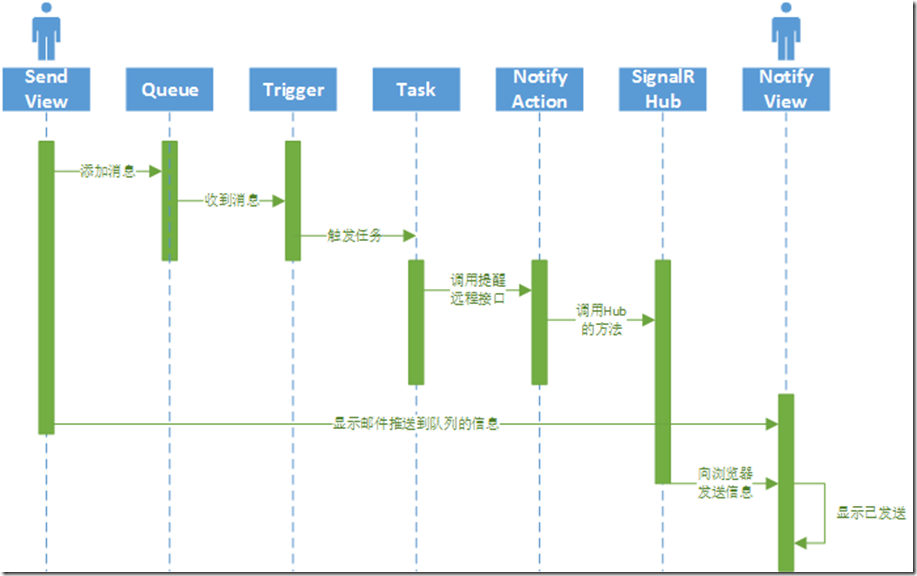 Send
View
Queue
Trigger
Task
Notify
Action
SignalR
Hub
Notify
View
添加消息
收到消息
触发任务
调用提醒
远程接口
调用Hub
的方法
显示邮件推送到队列的信息
向浏览器
发送信息
显示已发送